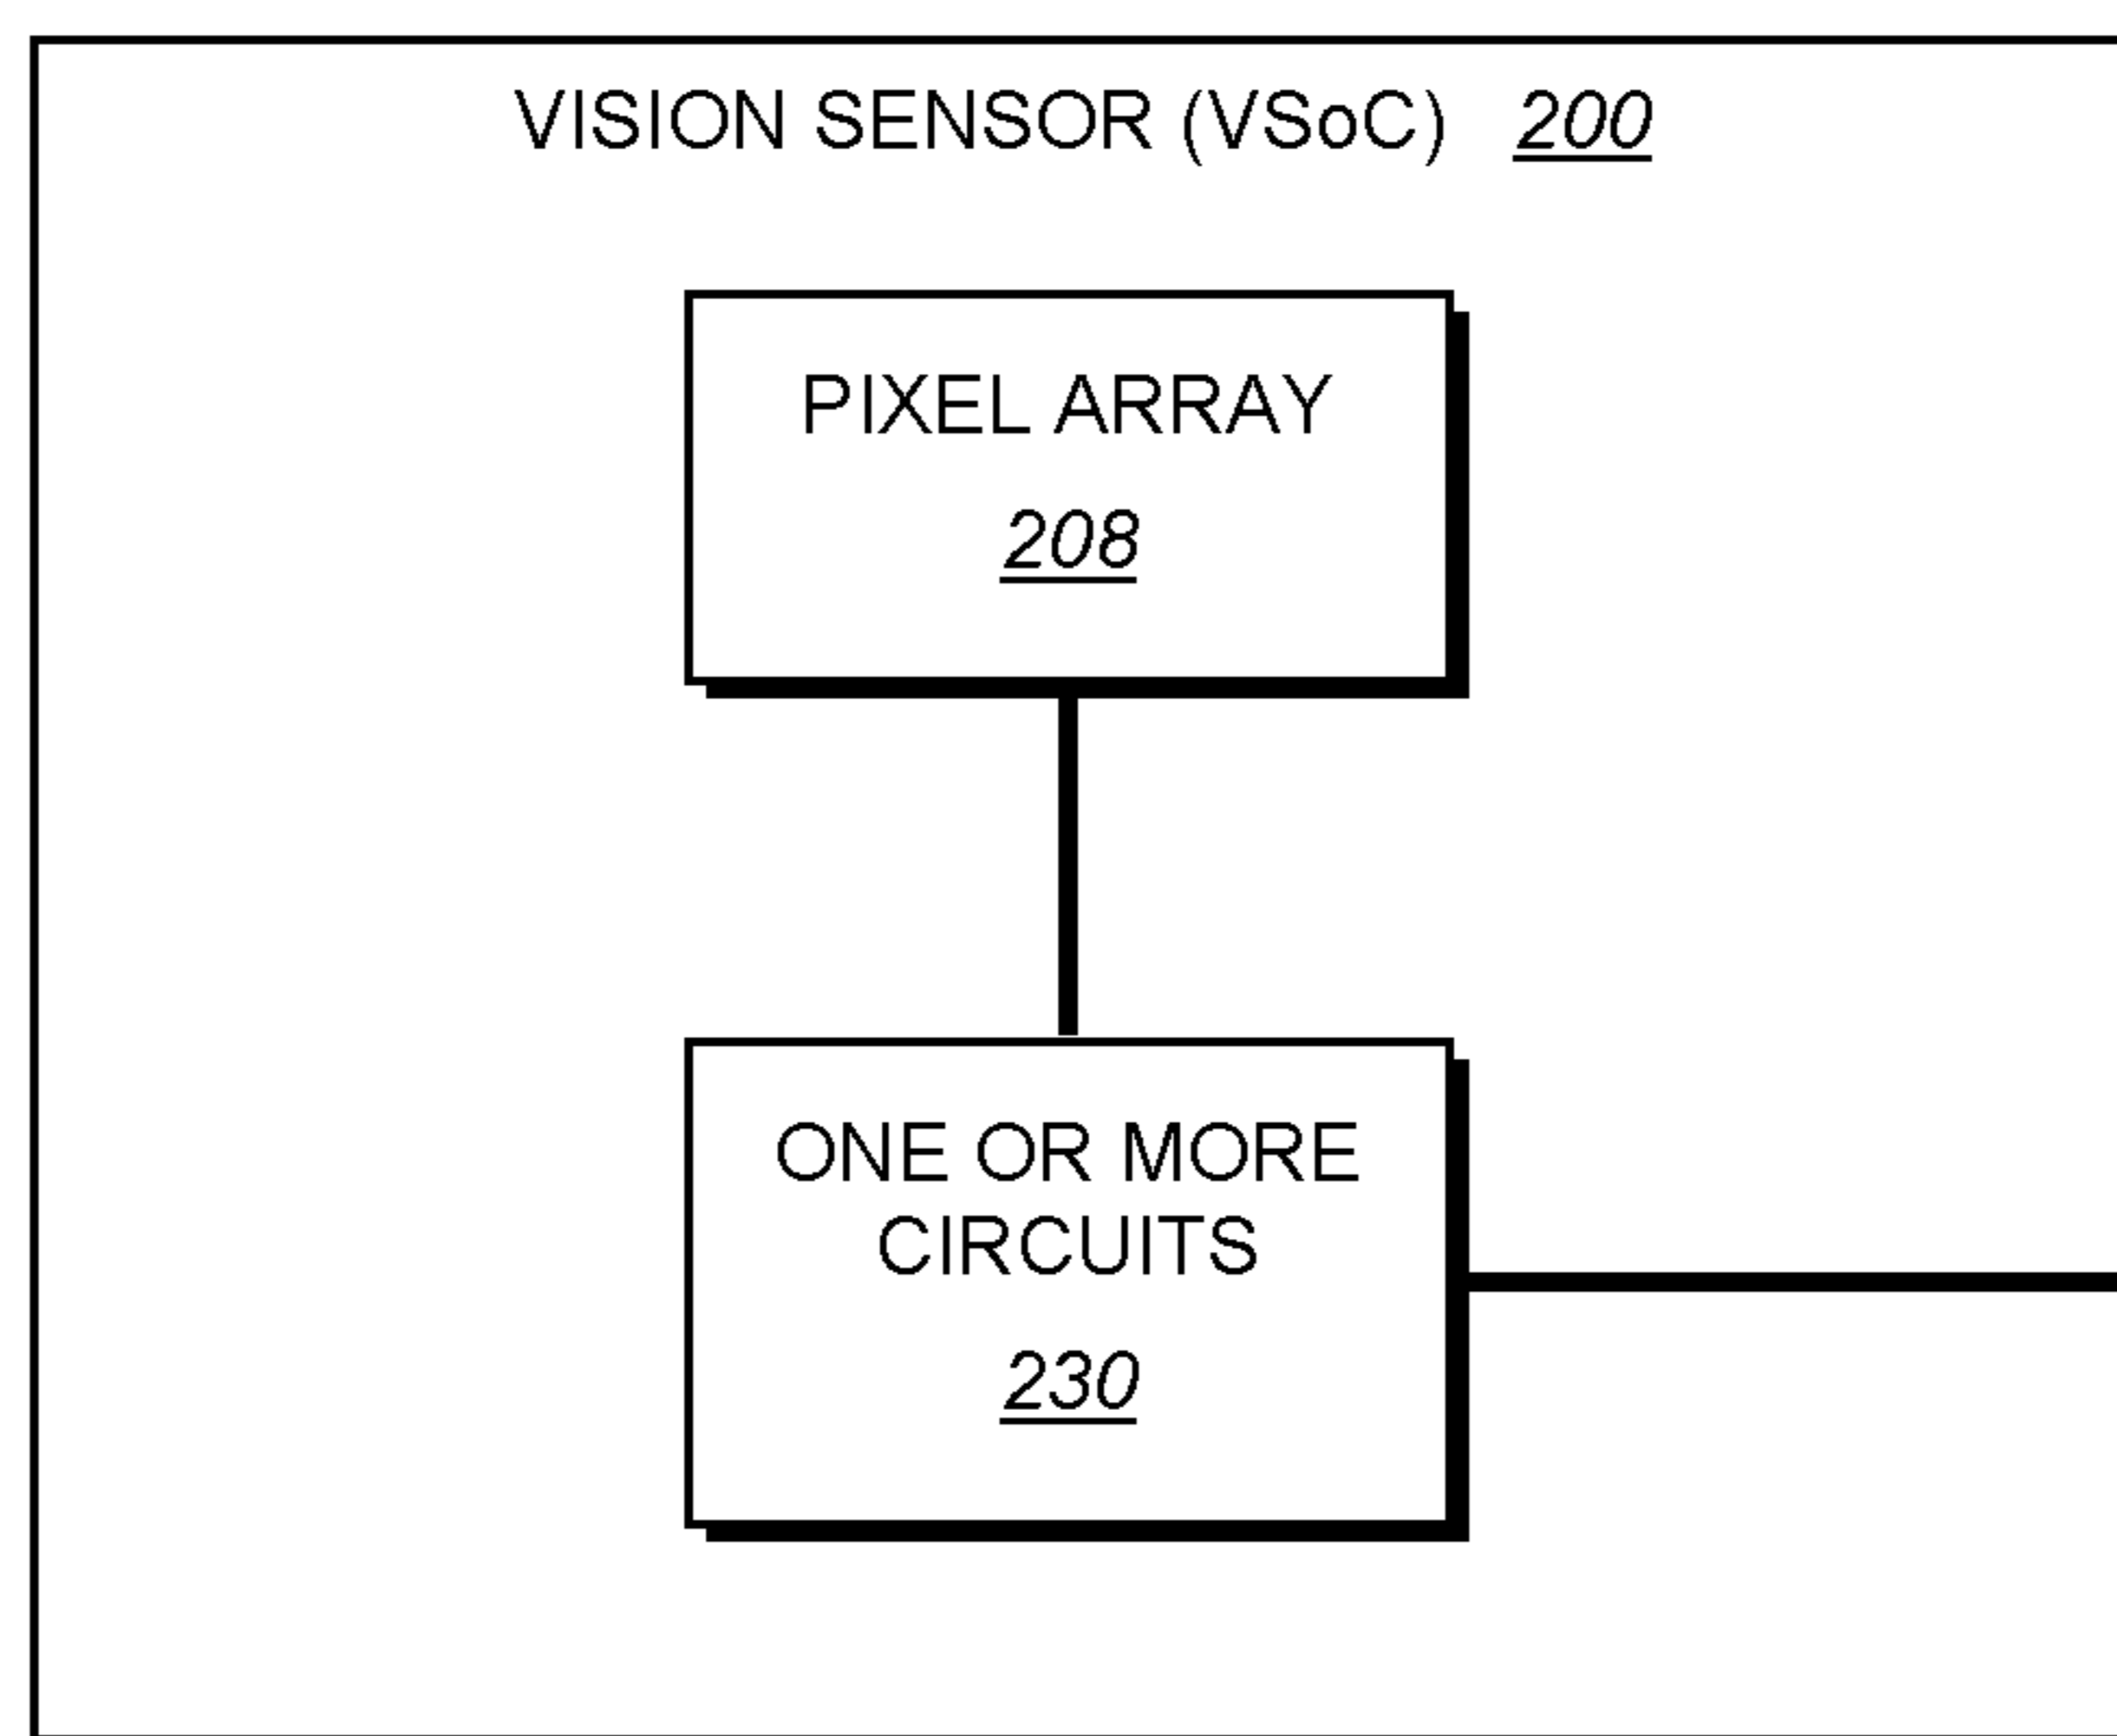 VISION SENSOR (VSoC) 200
PIXEL ARRAY
208
ONE OR MORE
CIRCUITS
230